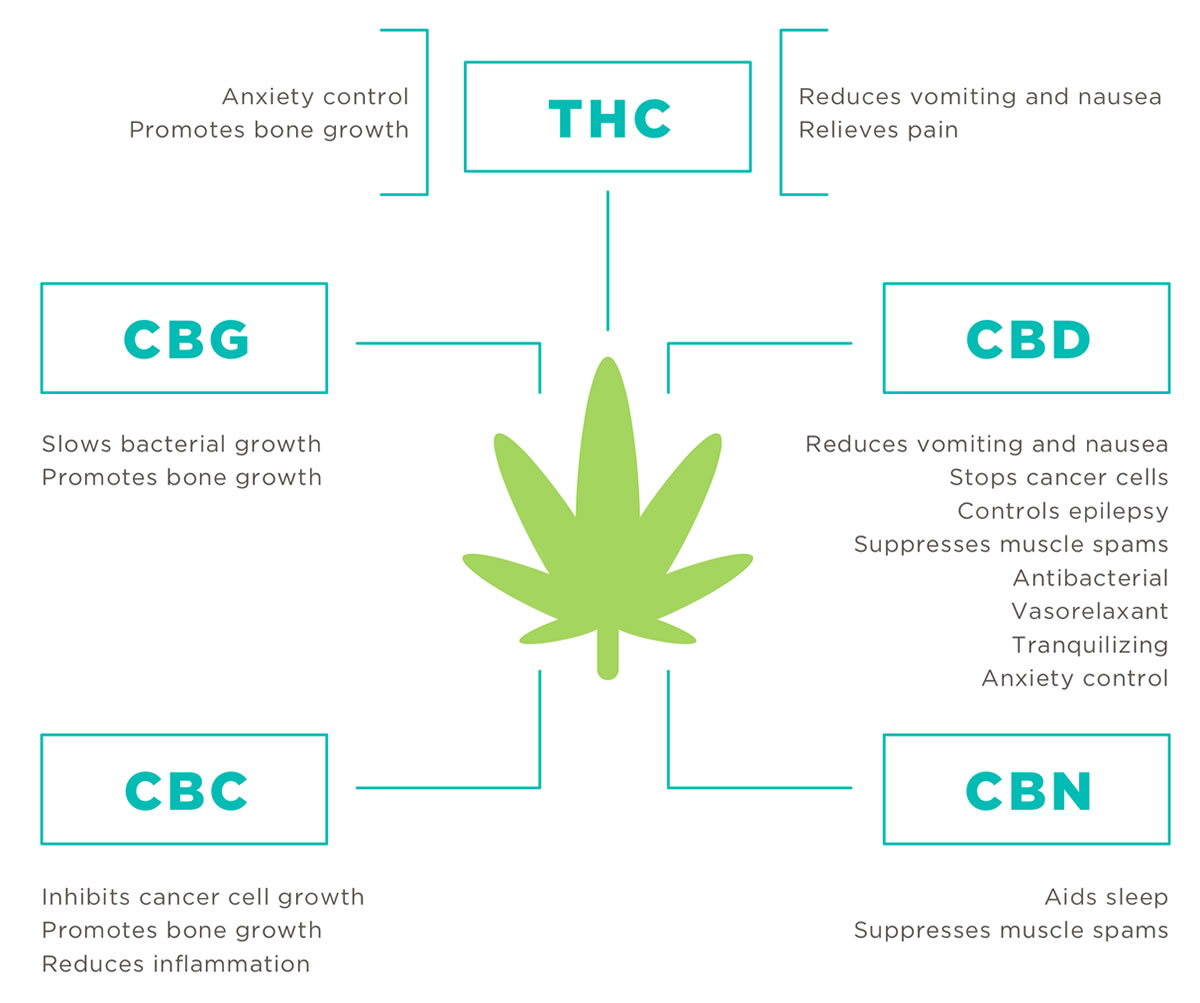 Anxiety control
Promotes bone growth
THC
Reduces vomiting and nausea
Relieves pain
CBG
Slows bacterial growth
Promotes bone growth
CBD
Reduces vomiting and nausea
Stops cancer cells
Controls epilepsy
Suppresses muscle spams
Antibacterial
Vasorelaxant
Tranquilizing
Anxiety control
CBC
Inhibits cancer cell growth
Promotes bone growth
Reduces inflammation
CBN
Aids sleep
Suppresses muscle spams